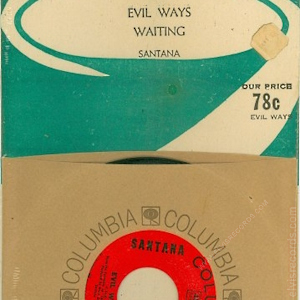 EVIL WAYS
WAITING
SANTANA
OUR PRICE
78c
EVIL WAYS
COLUMBIA COLUMBIA
SANTANA